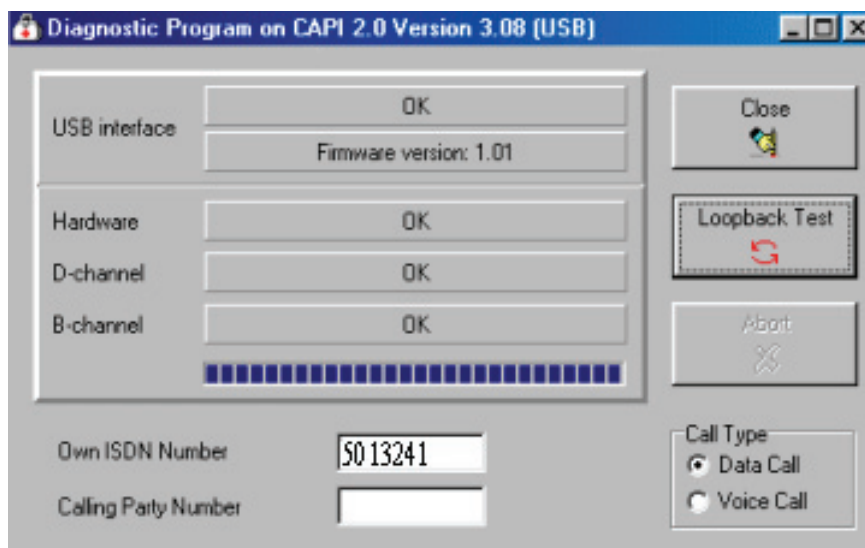 Diagnostic Program on CAPI 2.0 Version 3.08 (USB)
USB interface
OK
Firmware version: 1.01
Hardware
OK
D-channel
OK
B-channel
OK
Close
Loopback Test
Abort
Own ISDN Number
5013241
Calling Party Number
Call Type
Data Call
Voice Call